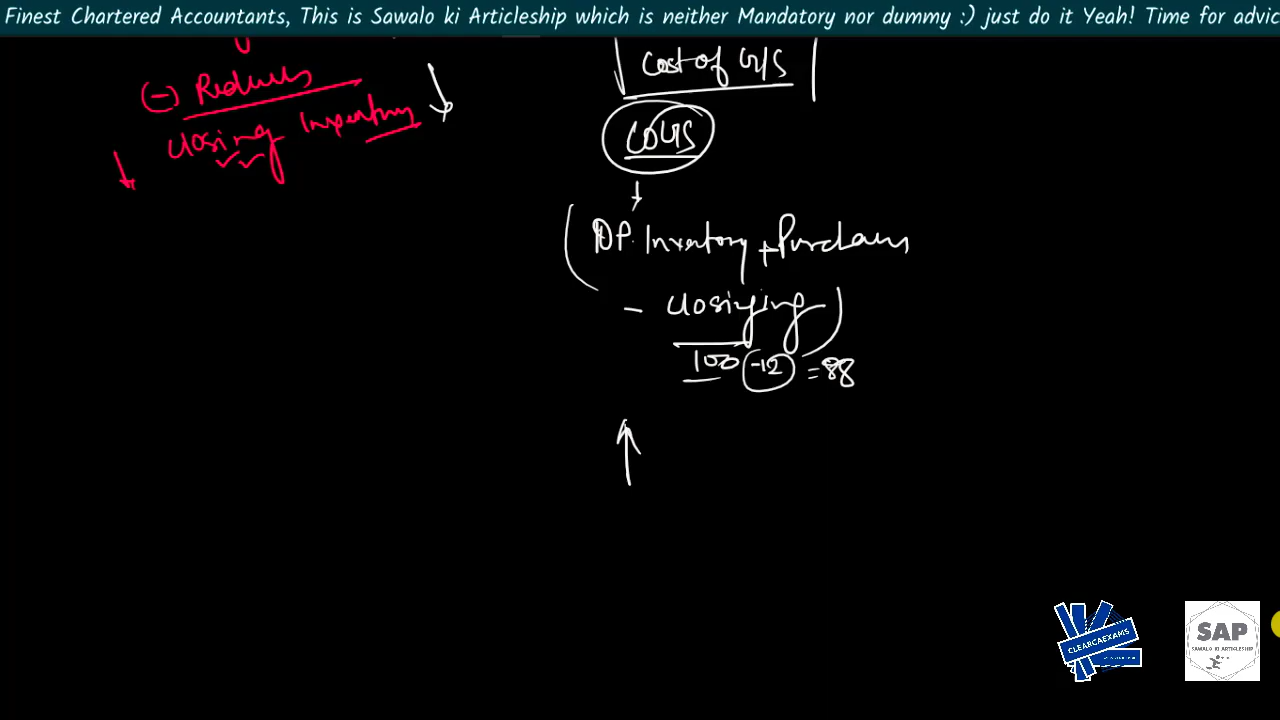 Finest Chartered Accountants, This is Sawalo ki Articleship which is neither Mandatory nor dummy :) just do it Yeah! Time for advic
(-) Reduces
closing Inventory
Cost of G/S
COGS
(OP. Inventory + Purchases
- closinging)
100 -12 = 88
CLEARCAEXAMS
SAP
SAWALO KI ARTICLESHIP